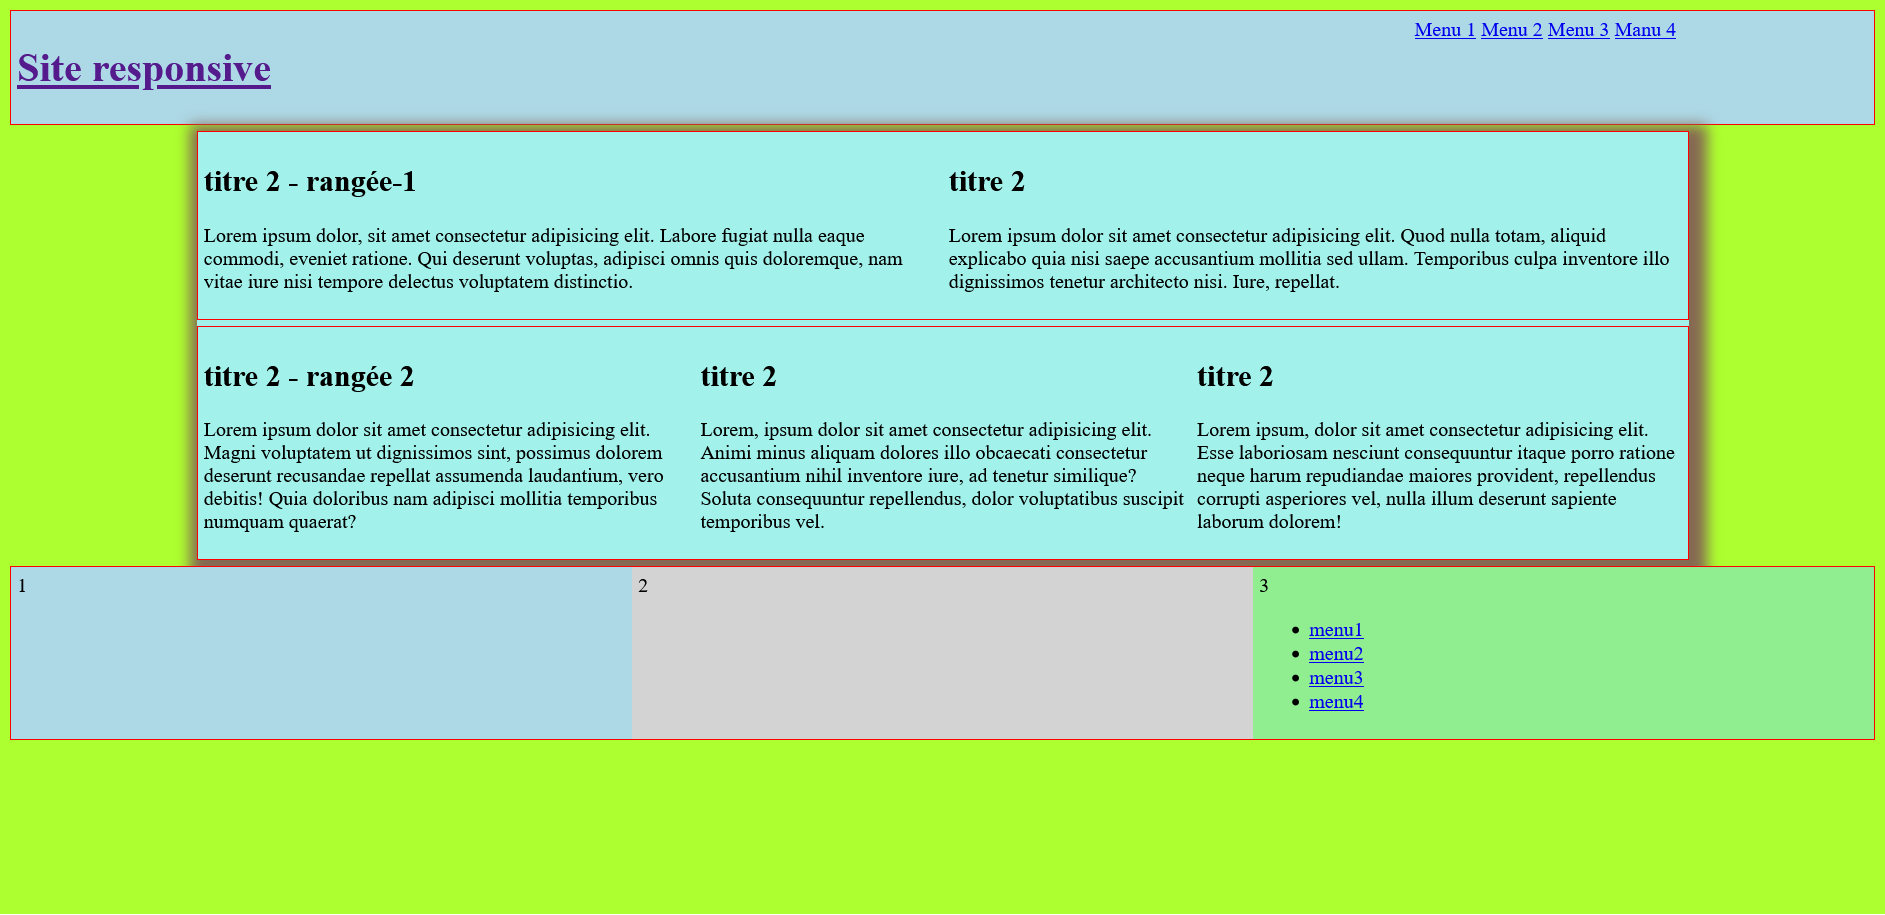 Menu 1 Menu 2 Menu 3 Manu 4
Site responsive
titre 2 - rangée-1
Lorem ipsum dolor, sit amet consectetur adipisicing elit. Labore fugiat nulla eaque
commodi, eveniet ratione. Qui deserunt voluptas, adipisci omnis quis doloremque, nam
vitae iure nisi tempore delectus voluptatem distinctio.
titre 2
Lorem ipsum dolor sit amet consectetur adipisicing elit. Quod nulla totam, aliquid
explicabo quia nisi saepe accusantium mollitia sed ullam. Temporibus culpa inventore illo
dignissimos tenetur architecto nisi. Iure, repellat.
titre 2 - rangée 2
Lorem ipsum dolor sit amet consectetur adipisicing elit.
Magni voluptatem ut dignissimos sint, possimus dolorem
deserunt recusandae repellat assumenda laudantium, vero
debitis! Quia doloribus nam adipisci mollitia temporibus
numquam quaerat?
titre 2
Lorem, ipsum dolor sit amet consectetur adipisicing elit.
Animi minus aliquam dolores illo obcaecati consectetur
accusantium nihil inventore iure, ad tenetur similique?
Soluta consequuntur repellendus, dolor voluptatibus suscipit
temporibus vel.
titre 2
Lorem ipsum, dolor sit amet consectetur adipisicing elit.
Esse laboriosam nesciunt consequuntur itaque porro ratione
neque harum repudiandae maiores provident, repellendus
corrupti asperiores vel, nulla illum deserunt sapiente
laborum dolorem!
1
2
3
menu1
menu2
menu3
menu4